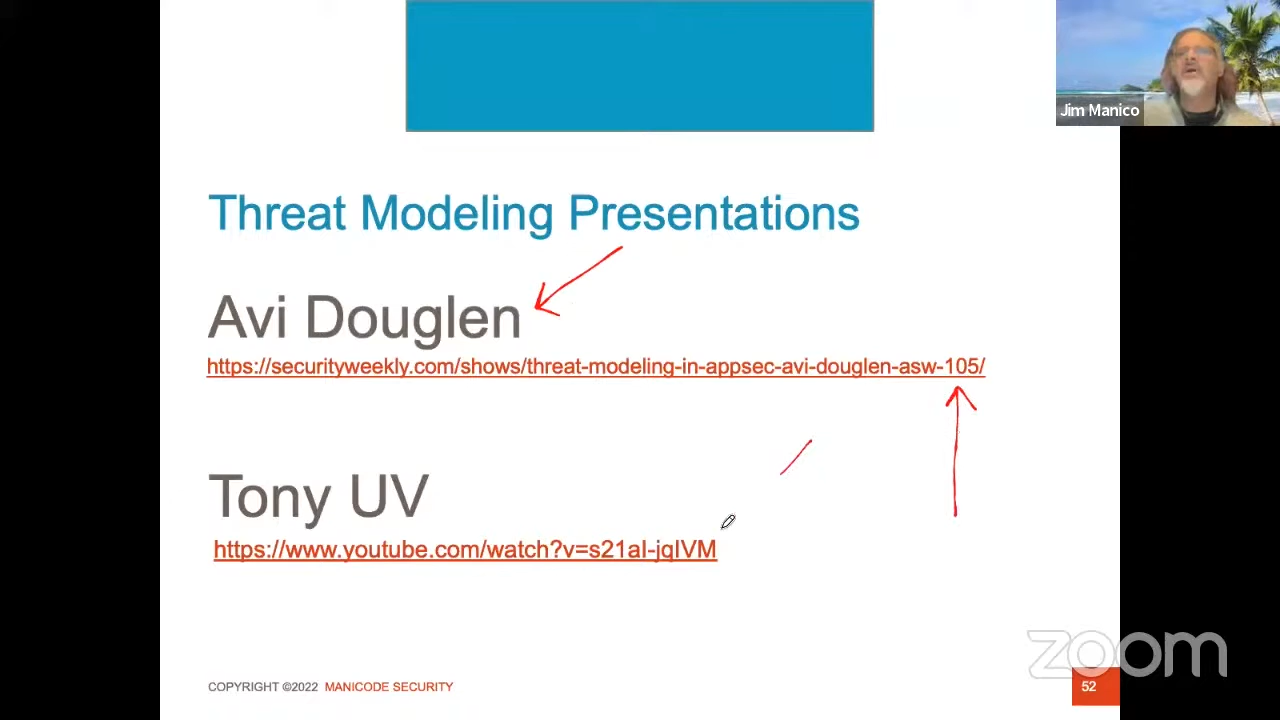 Jim Manico
Threat Modeling Presentations
Avi Douglen
https://securityweekly.com/shows/threat-modeling-in-appsec-avi-douglen-asw-105/
Tony UV
https://www.youtube.com/watch?v=s21aI-jqIVM
COPYRIGHT ©2022 MANICODE SECURITY
zoom
52